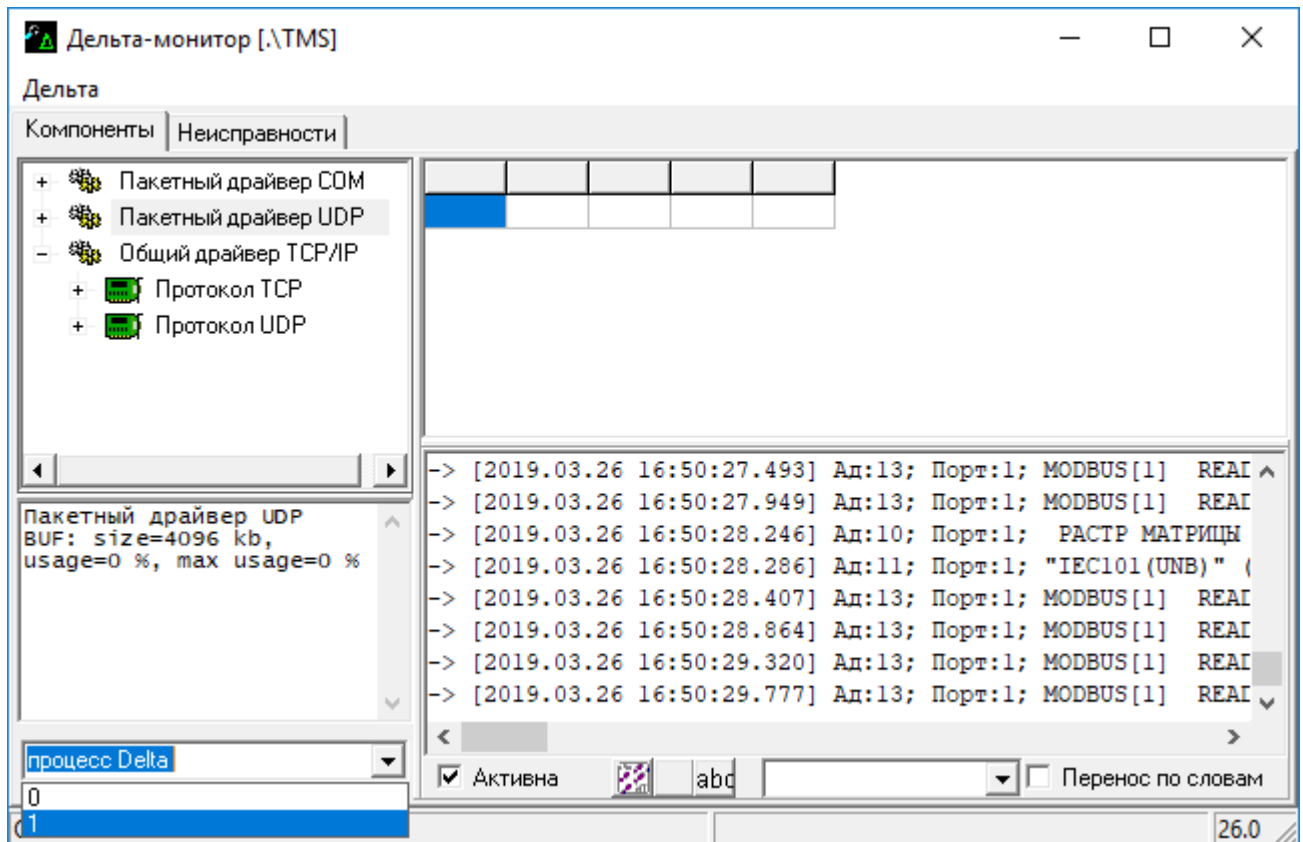 Дельта-монитор [.\TMS]
Дельта
Компоненты
Неисправности
Пакетный драйвер COM
Пакетный драйвер UDP
Общий драйвер TCP/IP
Протокол TCP
Протокол UDP
Пакетный драйвер UDP
BUF: size=4096 kb,
usage=0 %, max usage=0 %
процесс Delta
0
1
-> [2019.03.26 16:50:27.493] Ад:13; Порт:1; MODBUS[1]
-> [2019.03.26 16:50:27.949] Ад:13; Порт:1; MODBUS[1]
-> [2019.03.26 16:50:28.246] Ад:10; Порт:1; РАСТР МАТРИЦЫ
-> [2019.03.26 16:50:28.286] Ад:11; Порт:1; "IEC101(UNB)" (
-> [2019.03.26 16:50:28.407] Ад:13; Порт:1; MODBUS[1]
-> [2019.03.26 16:50:28.864] Ад:13; Порт:1; MODBUS[1]
-> [2019.03.26 16:50:29.320] Ад:13; Порт:1; MODBUS[1]
-> [2019.03.26 16:50:29.777] Ад:13; Порт:1; MODBUS[1]
Активна
Перенос по словам
26.0